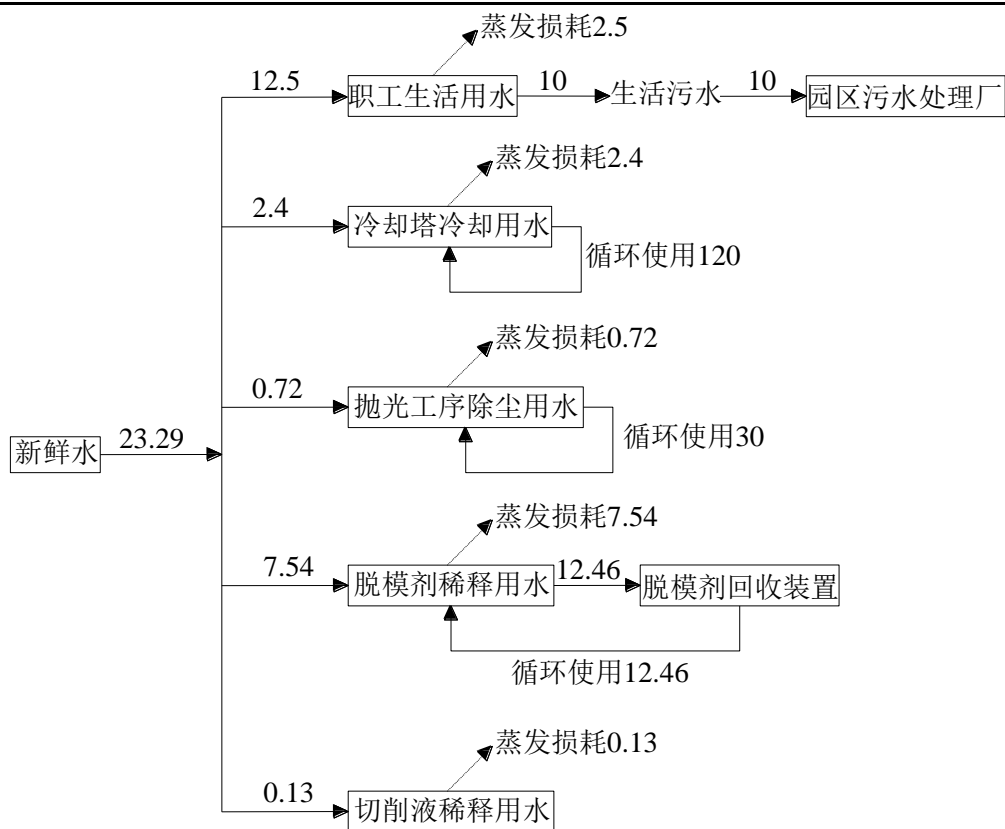 蒸发损耗2.5
12.5
职工生活用水
10
生活污水
10
园区污水处理厂
蒸发损耗2.4
2.4
冷却塔冷却用水
循环使用120
蒸发损耗0.72
0.72
抛光工序除尘用水
循环使用30
新鲜水
23.29
蒸发损耗7.54
7.54
脱模剂稀释用水
12.46
脱模剂回收装置
循环使用12.46
蒸发损耗0.13
0.13
切削液稀释用水